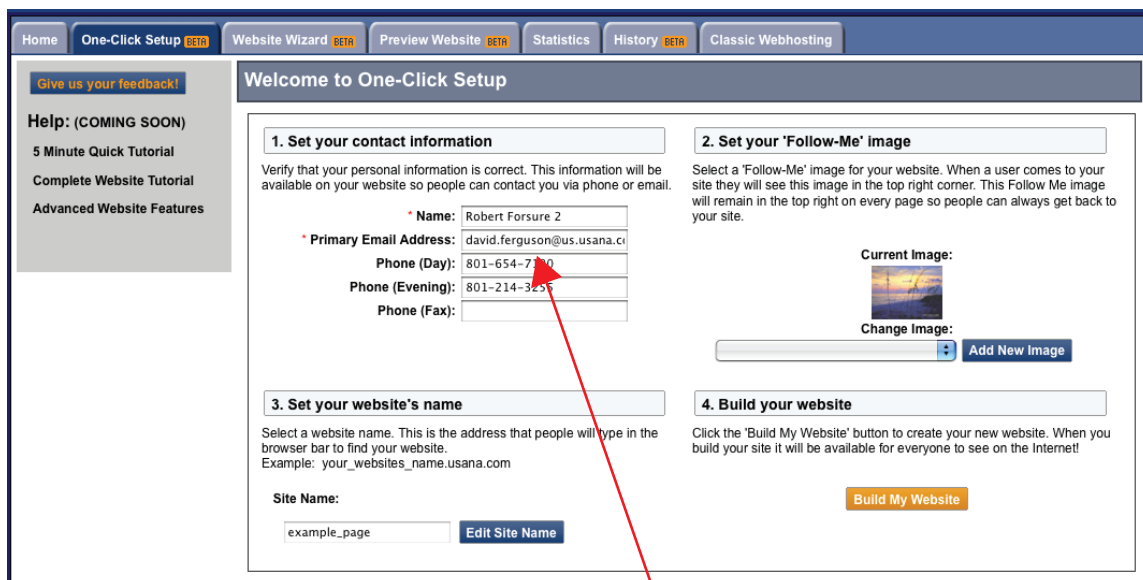 Home One-Click Setup BETA Website Wizard BETA Preview Website BETA Statistics History BETA Classic Webhosting
Give us your feedback!
Help: (COMING SOON)
5 Minute Quick Tutorial
Complete Website Tutorial
Advanced Website Features
Welcome to One-Click Setup
1. Set your contact information
Verify that your personal information is correct. This information will be
available on your website so people can contact you via phone or email.
* Name: Robert Forsure 2
* Primary Email Address: david.ferguson@us.usana.c
Phone (Day): 801-654-
Phone (Evening): 801-214-3255
Phone (Fax):
2. Set your 'Follow-Me' image
Select a 'Follow-Me' image for your website. When a user comes to your
site they will see this image in the top right corner. This Follow Me image
will remain in the top right on every page so people can always get back to
your site.
Current Image:
Change Image:
Add New Image
3. Set your website's name
Select a website name. This is the address that people will type in the
browser bar to find your website.
Example: your_websites_name.usana.com
Site Name:
example_page Edit Site Name
4. Build your website
Click the 'Build My Website' button to create your new website. When you
build your site it will be available for everyone to see on the Internet!
Build My Website